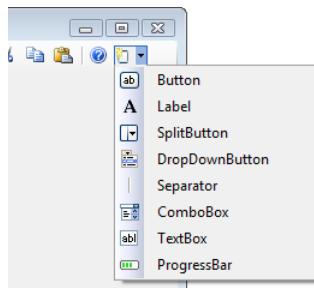 Button
Label
SplitButton
DropDownButton
Separator
ComboBox
TextBox
ProgressBar